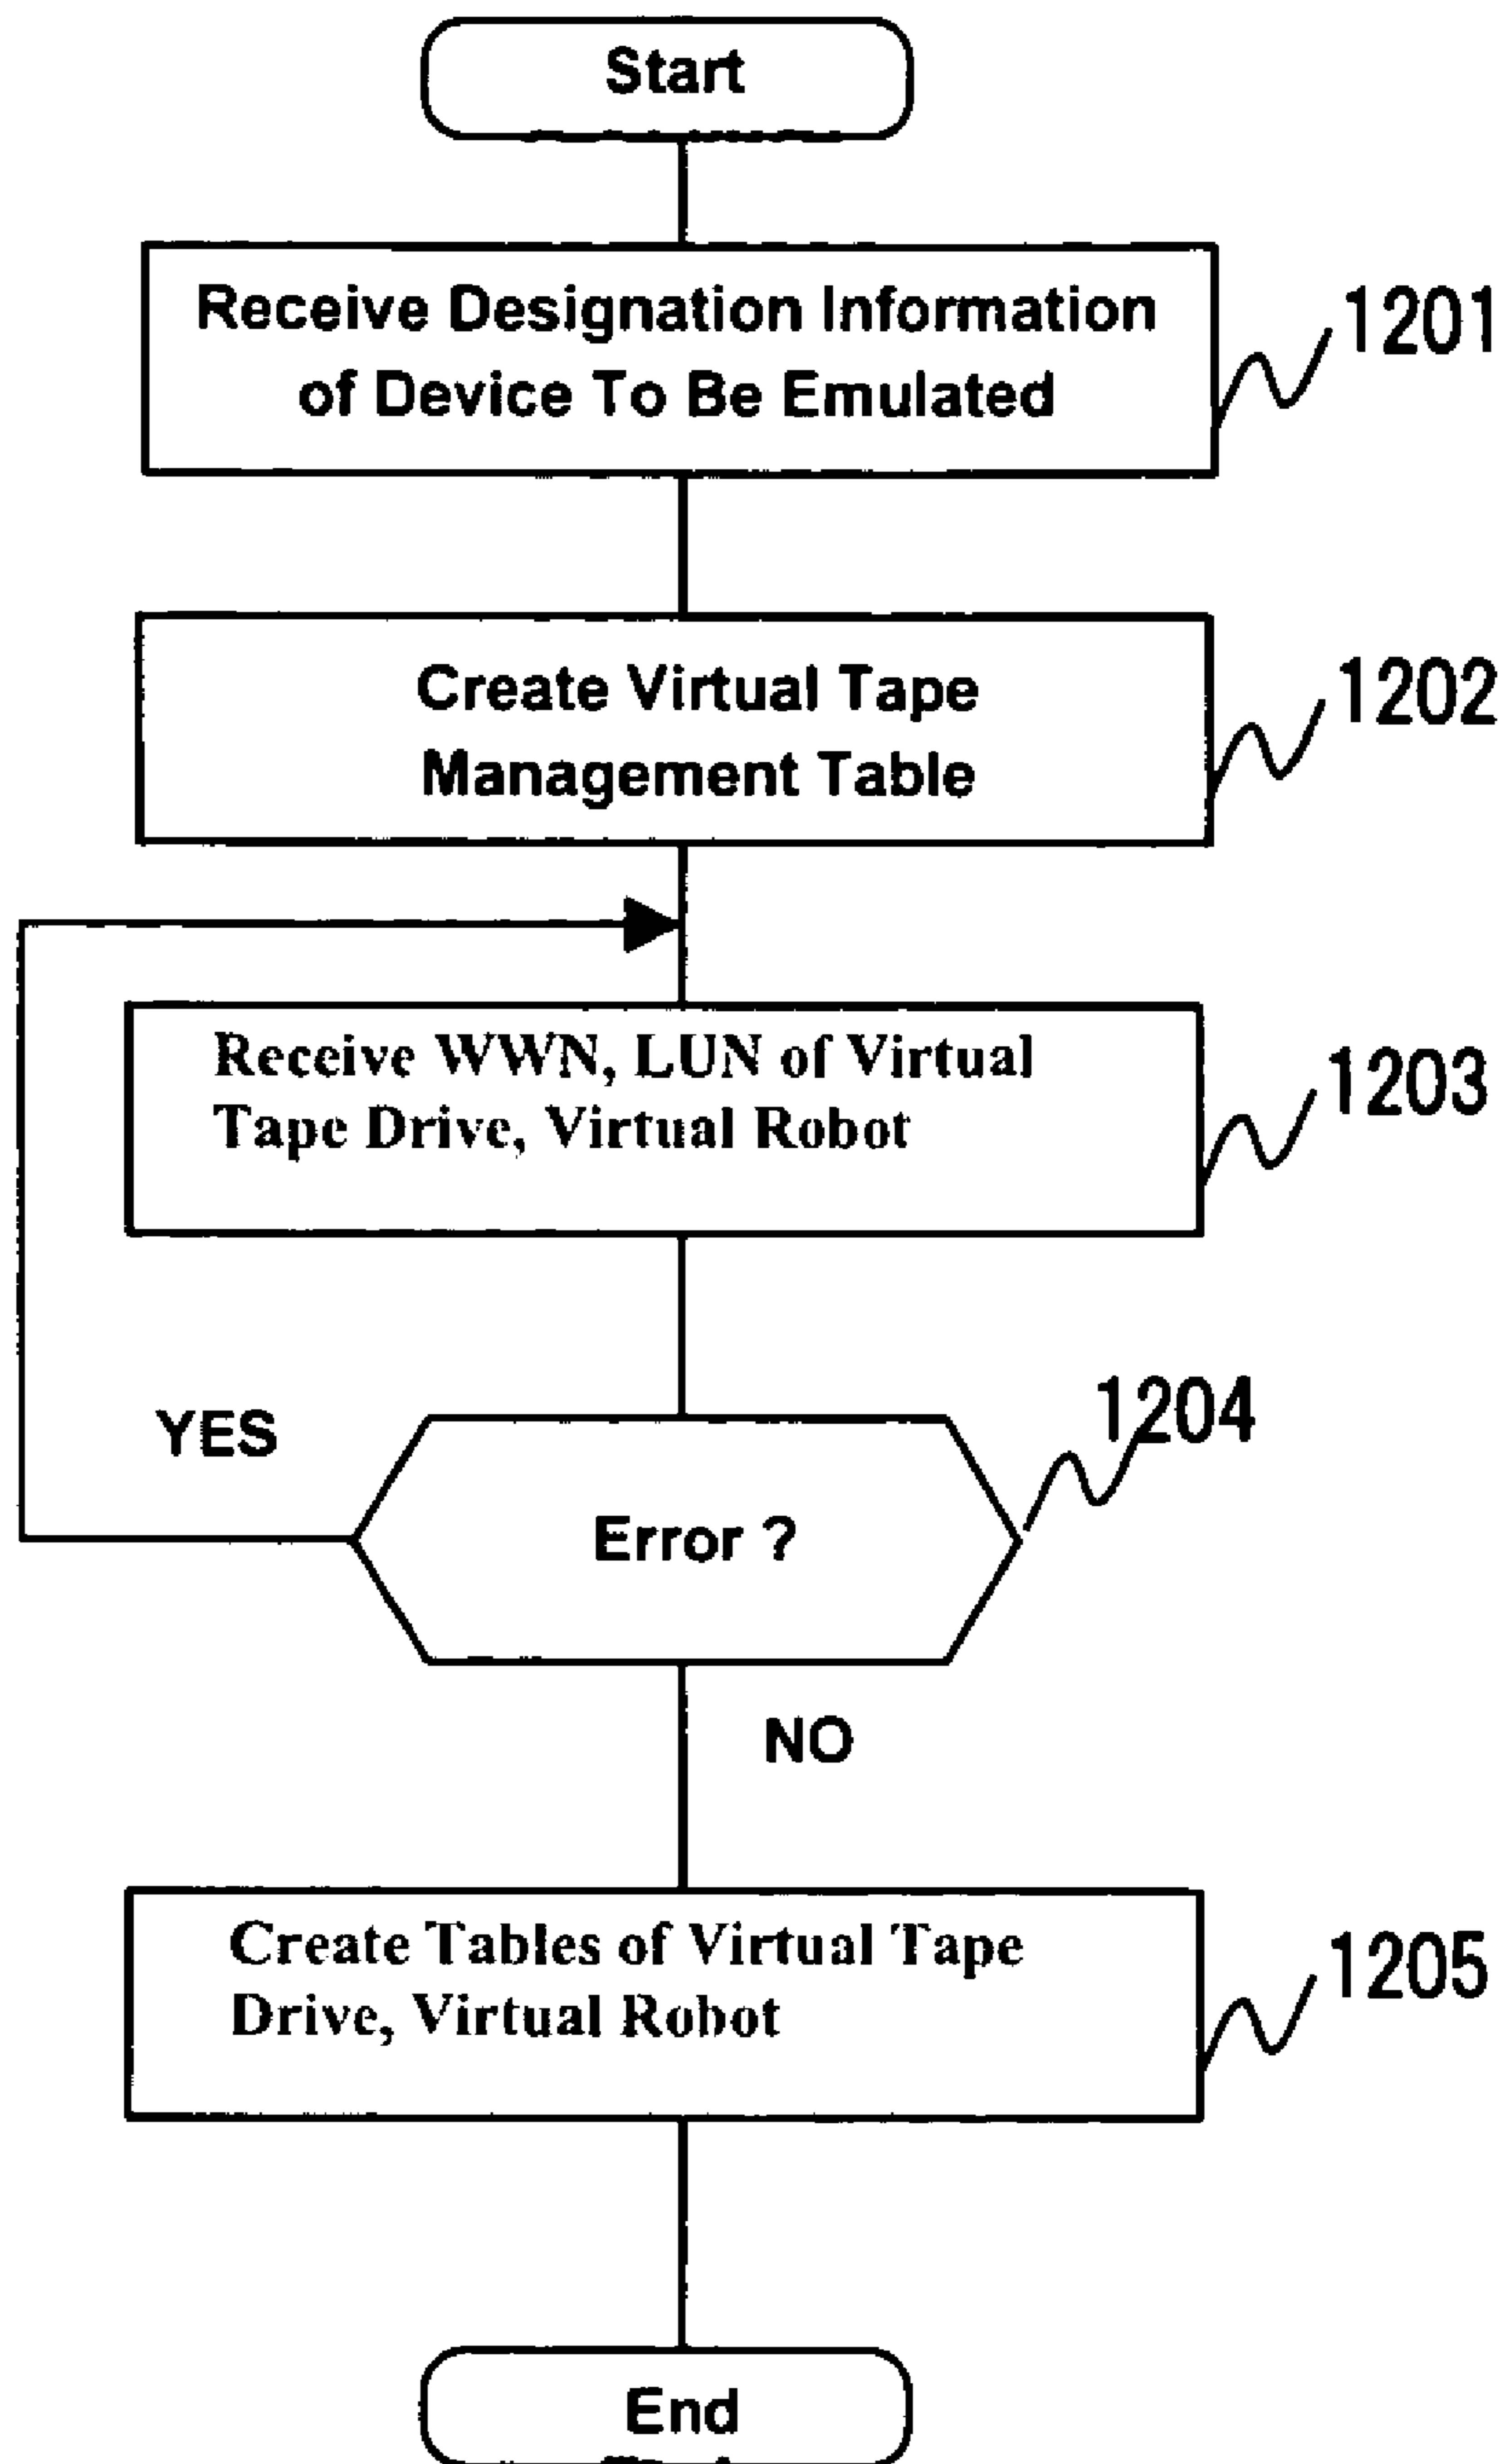 Start
Receive Designation Information
of Device To Be Emulated
1201
Create Virtual Tape
Management Table
1202
Receive WWN, LUN of Virtual
Tape Drive, Virtual Robot
1203
YES
Error ?
1204
NO
Create Tables of Virtual Tape
Drive, Virtual Robot
1205
End